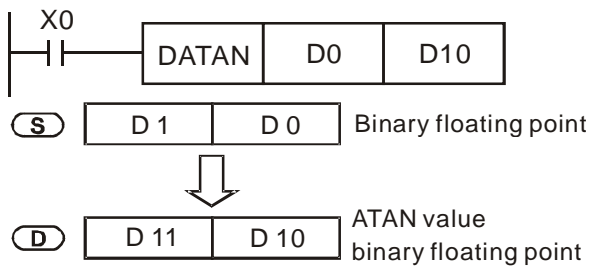 X0
DATAN D0 D10
S D 1 D 0 Binary floating point
D D 11 D 10 ATAN value
binary floating point